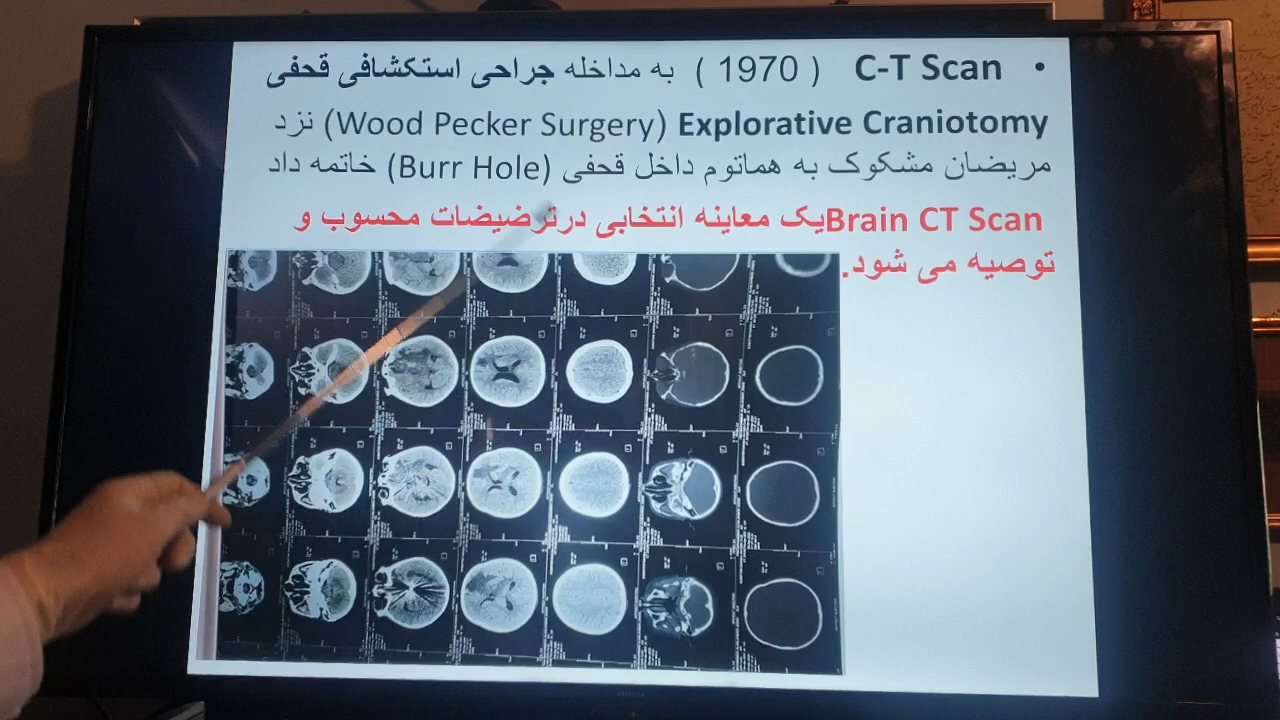 • C-T Scan ( 1970 ) به مداخله جراحی استکشافی قحفی
Explorative Craniotomy (Wood Pecker Surgery) نزد
مریضان مشکوک به هماتوم داخل قحفی (Burr Hole) خاتمه داد
Brain CT Scanیک معاینه انتخابی درترضیضات محسوب و
توصیه می شود.